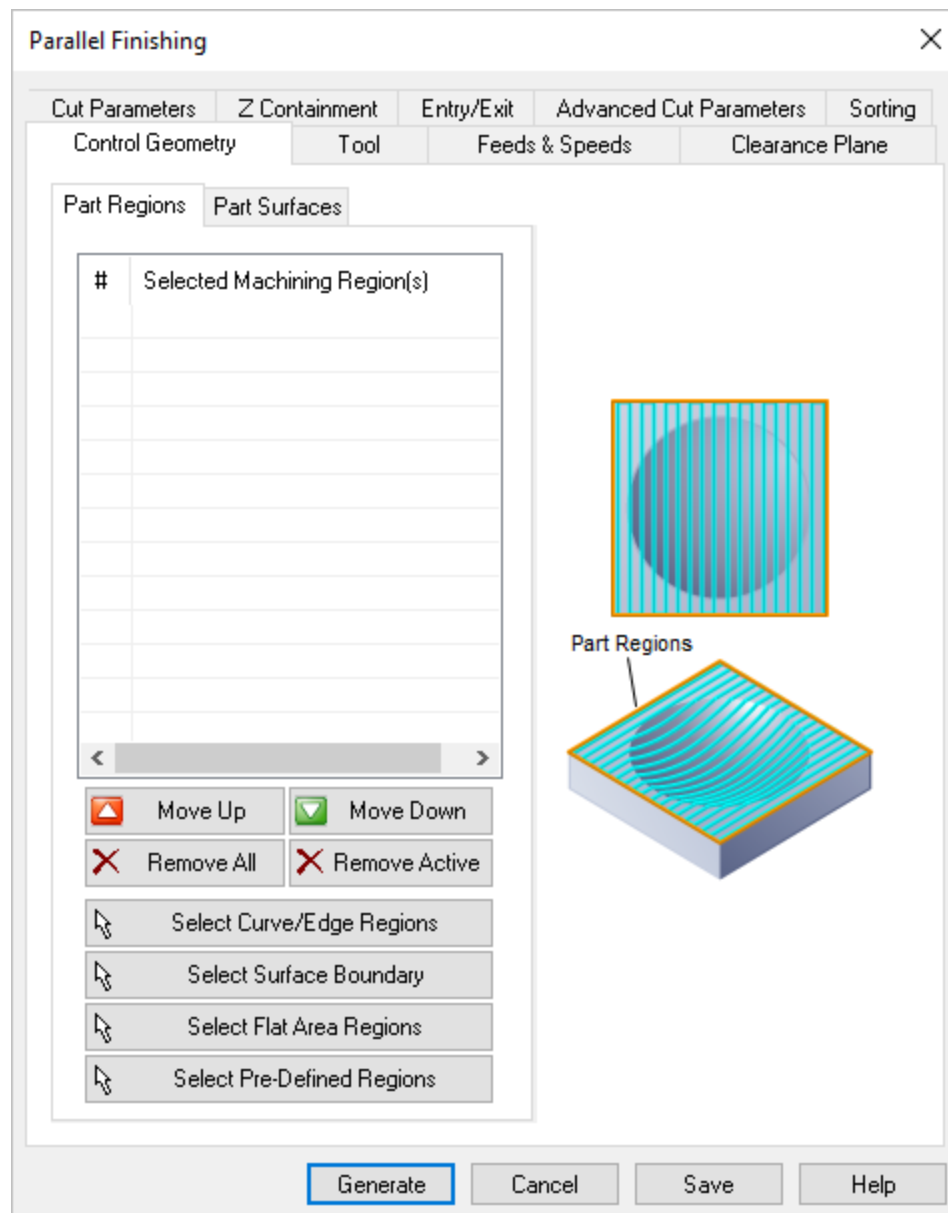 Parallel Finishing
Cut Parameters Z Containment Entry/Exit Advanced Cut Parameters Sorting
Control Geometry Tool Feeds & Speeds Clearance Plane
Part Regions Part Surfaces
# Selected Machining Region(s)
Part Regions
Move Up Move Down
Remove All Remove Active
Select Curve/Edge Regions
Select Surface Boundary
Select Flat Area Regions
Select Pre-Defined Regions
Generate Cancel Save Help